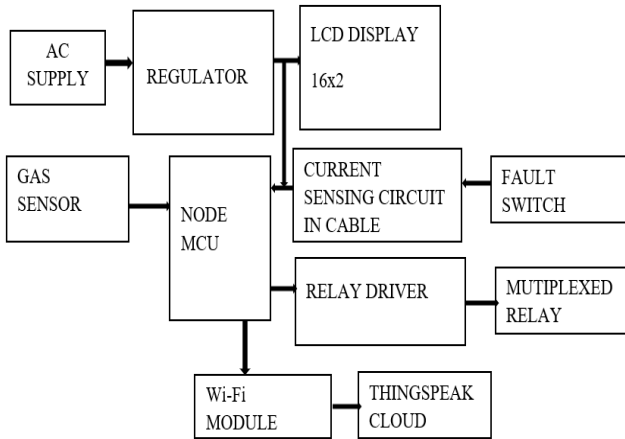 AC
SUPPLY
REGULATOR
LCD DISPLAY
16x2
GAS
SENSOR
NODE
MCU
CURRENT
SENSING CIRCUIT
IN CABLE
FAULT
SWITCH
RELAY DRIVER
MUTIPLEXED
RELAY
Wi-Fi
MODULE
THINGSPEAK
CLOUD